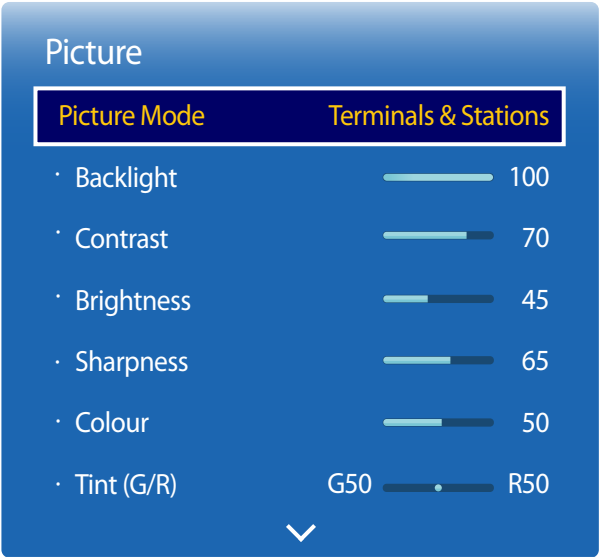 Picture
Picture Mode Terminals & Stations
· Backlight 100
· Contrast 70
· Brightness 45
· Sharpness 65
· Colour 50
· Tint (G/R) G50 R50